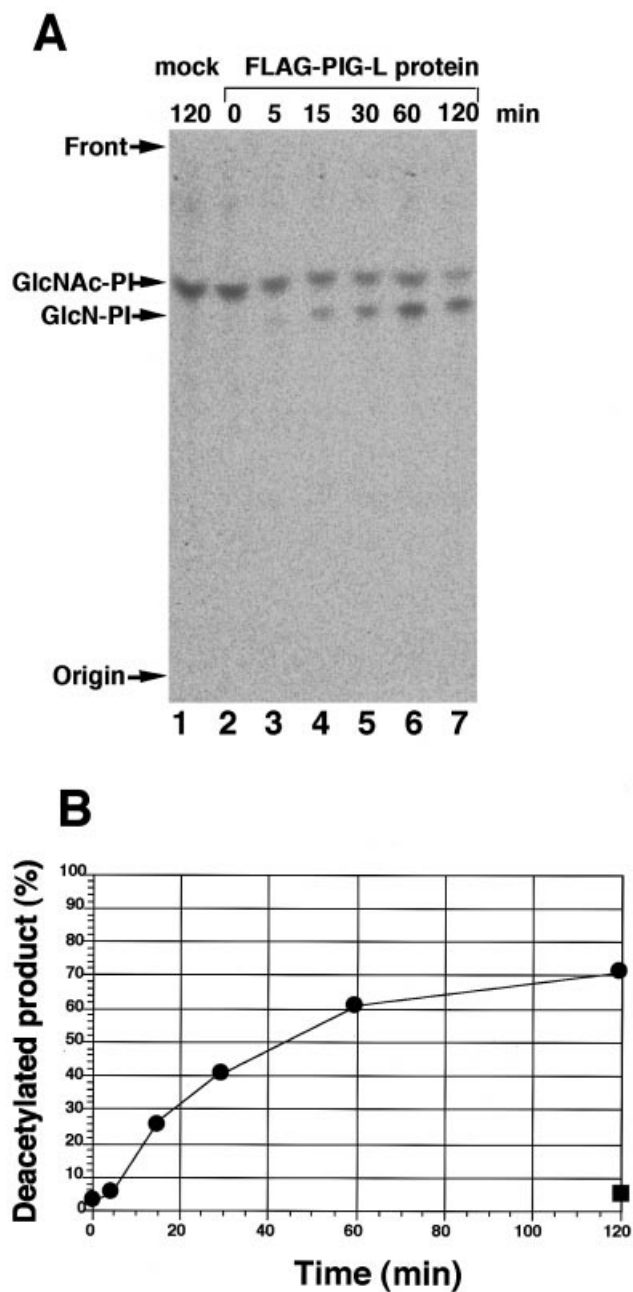 A
mock FLAG-PIG-L protein
120 0 5 15 30 60 120 min
Front
GlcNAc-PI
GlcN-PI
Origin
1 2 3 4 5 6 7
B
Deacetylated product (%)
100
90
80
70
60
50
40
30
20
10
0
0 20 40 60 80 100 120
Time (min)